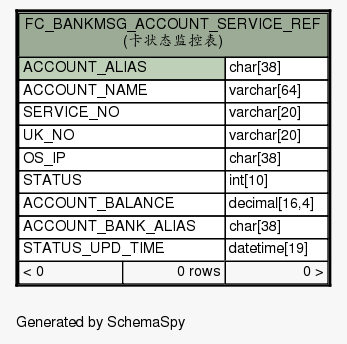 FC_BANKMSG_ACCOUNT_SERVICE_REF
(卡状态监控表)
ACCOUNT_ALIAS char[38]
ACCOUNT_NAME varchar[64]
SERVICE_NO varchar[20]
UK_NO varchar[20]
OS_IP char[38]
STATUS int[10]
ACCOUNT_BALANCE decimal[16,4]
ACCOUNT_BANK_ALIAS char[38]
STATUS_UPD_TIME datetime[19]
< 0 0 rows 0 >
Generated by SchemaSpy